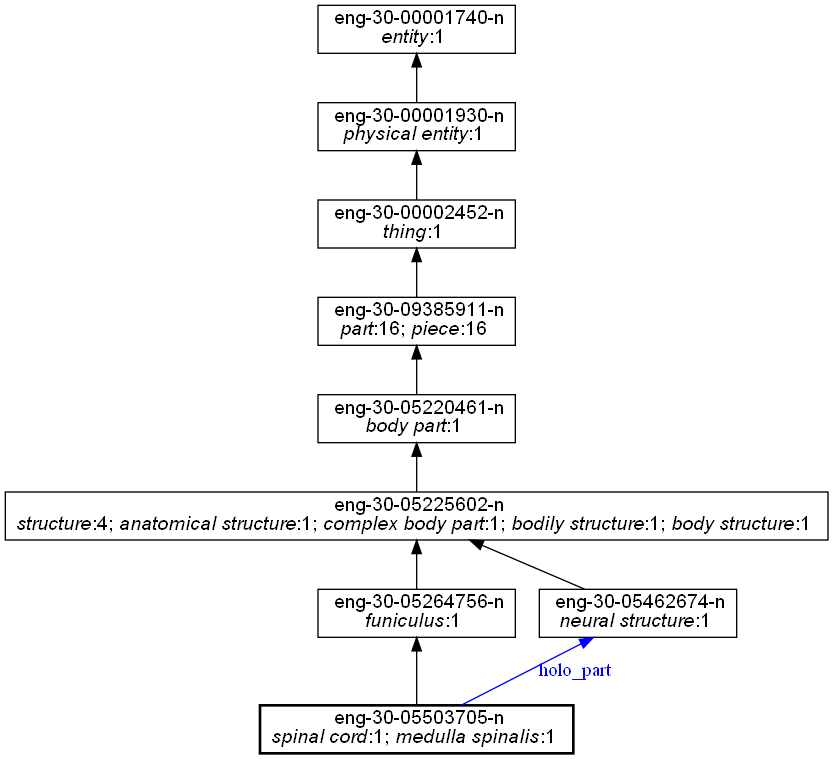 eng-30-00001740-n
entity:1
eng-30-00001930-n
physical entity:1
eng-30-00002452-n
thing:1
eng-30-09385911-n
part:16; piece:16
eng-30-05220461-n
body part:1
eng-30-05225602-n
structure:4; anatomical structure:1; complex body part:1; bodily structure:1; body structure:1
eng-30-05264756-n
funiculus:1
eng-30-05462674-n
neural structure:1
holo_part
eng-30-05503705-n
spinal cord:1; medulla spinalis:1